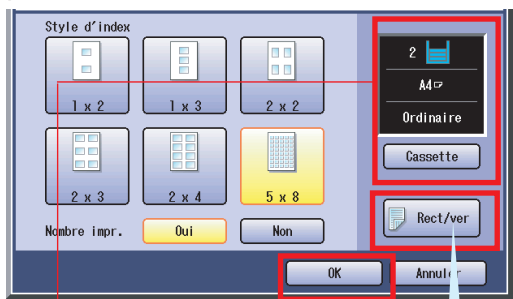 Style d'index
1 x 2
1 x 3
2 x 2
2 x 3
2 x 4
5 x 8
Nombre impr.
Oui
Non
2
A4
Ordinaire
Cassette
Rect/ver
OK
Annuler